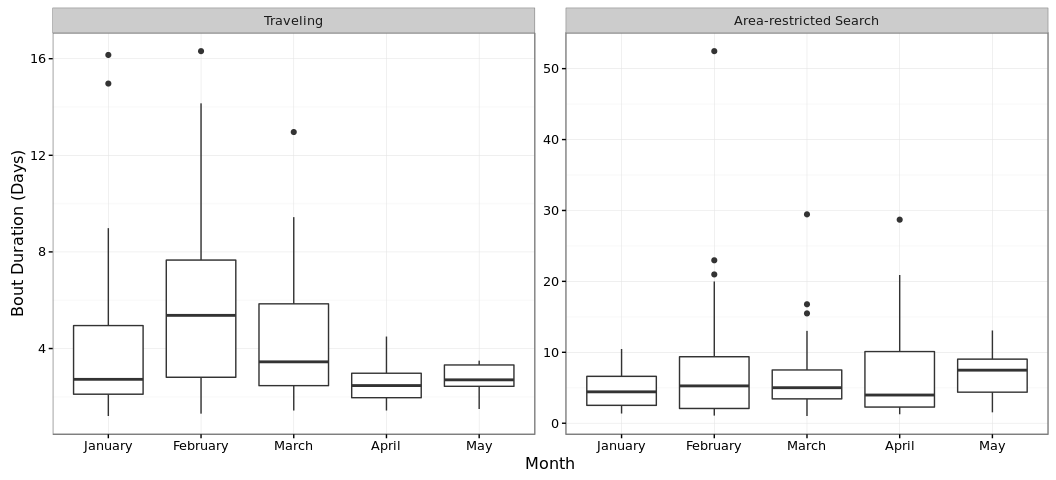 Traveling
Area-restricted Search
Bout Duration (Days)
16
12
8
4
50
40
30
20
10
0
January February March April May
January February March April May
Month